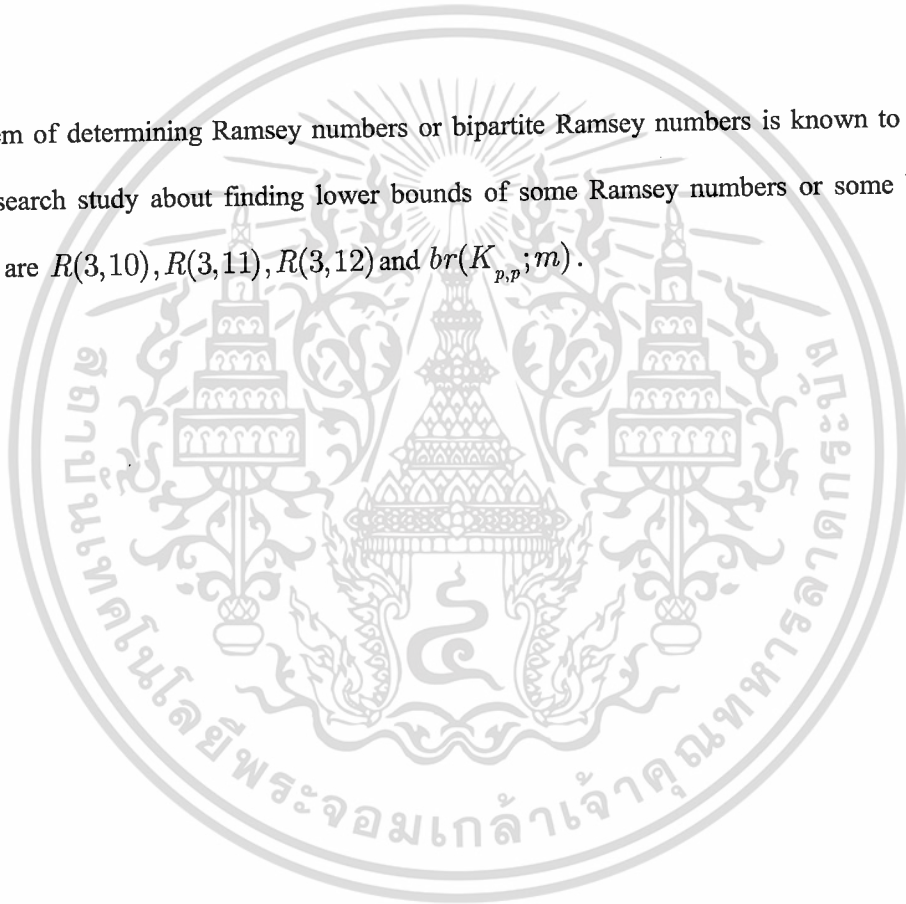 em of determining Ramsey numbers or bipartite Ramsey numbers is known to
search study about finding lower bounds of some Ramsey numbers or some
are R(3,10), R(3,11), R(3,12) and br(K_{p,p};m).
สถาบันเทคโนโลยีพระจอมเกล้าเจ้าคุณทหารลาดกระบัง